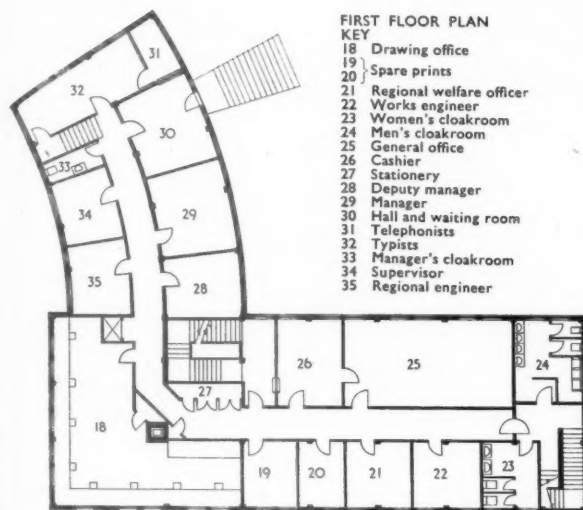 FIRST FLOOR PLAN
KEY
18 Drawing office
19
20 Spare prints
21 Regional welfare officer
22 Works engineer
23 Women's cloakroom
24 Men's cloakroom
25 General office
26 Cashier
27 Stationery
28 Deputy manager
29 Manager
30 Hall and waiting room
31 Telephonists
32 Typists
33 Manager's cloakroom
34 Supervisor
35 Regional engineer
31
32
30
33
34
29
35
28
26
25
24
27
18
19
20
21
22
23